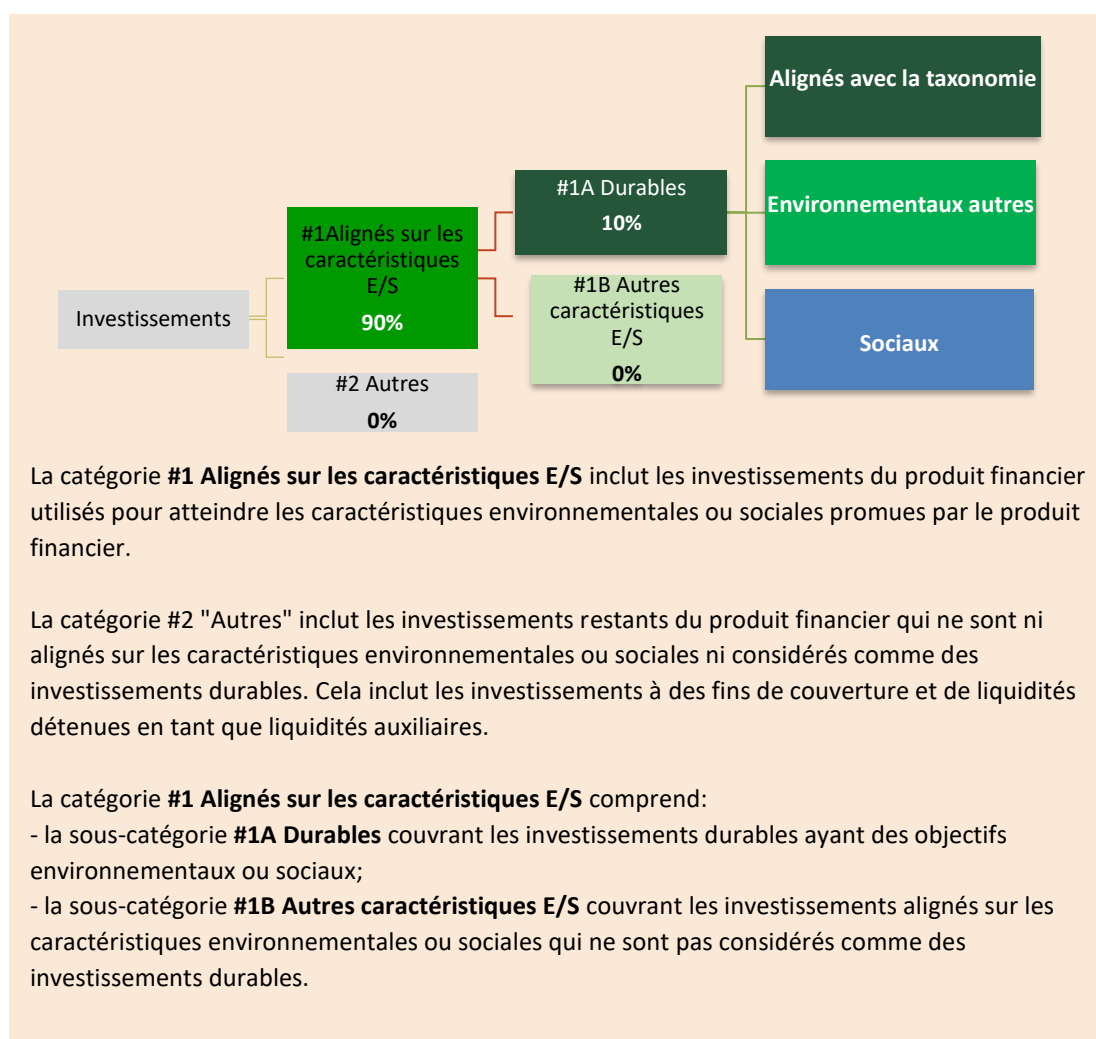 Investissements
#1Alignés sur les
caractéristiques
E/S
90%
#2 Autres
0%
#1A Durables
10%
#1B Autres
caractéristiques
E/S
0%
Alignés avec la taxonomie
Environnementaux autres
Sociaux
La catégorie #1 Alignés sur les caractéristiques E/S inclut les investissements du produit financier
utilisés pour atteindre les caractéristiques environnementales ou sociales promues par le produit
financier.
La catégorie #2 "Autres" inclut les investissements restants du produit financier qui ne sont ni
alignés sur les caractéristiques environnementales ou sociales ni considérés comme des
investissements durables. Cela inclut les investissements à des fins de couverture et de liquidités
détenues en tant que liquidités auxiliaires.
La catégorie #1 Alignés sur les caractéristiques E/S comprend:
- la sous-catégorie #1A Durables couvrant les investissements durables ayant des objectifs
environnementaux ou sociaux;
- la sous-catégorie #1B Autres caractéristiques E/S couvrant les investissements alignés sur les
caractéristiques environnementales ou sociales qui ne sont pas considérés comme des
investissements durables.